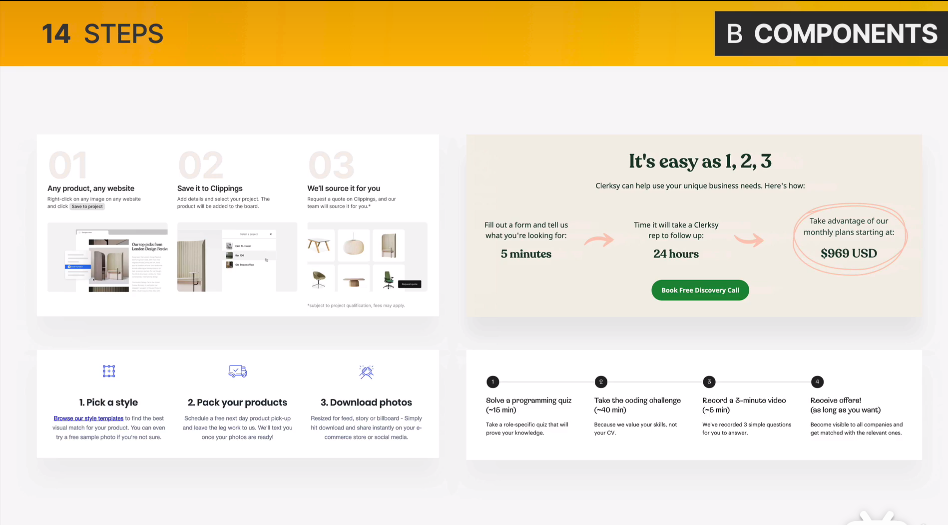 14 STEPS
B COMPONENTS
01
Any product, any website
Right-click on any image on any website
and click Save to project
02
Save it to Clippings
Add details and select your project. The
product will be added to the board.
03
We'll source it for you
Request a quote on Clippings, and our
team will source it for you.*
*subject to project qualification, fees may apply.
It's easy as 1, 2, 3
Clerksy can help use your unique business needs. Here's how:
Fill out a form and tell us
what you're looking for:
5 minutes
Time it will take a Clerksy
rep to follow up:
24 hours
Take advantage of our
monthly plans starting at:
$969 USD
Book Free Discovery Call
1. Pick a style
Browse our style templates to find the best
visual match for your product. You can even
try a free sample photo if you're not sure.
2. Pack your products
Schedule a free next day product pick-up
and leave the leg work to us. We'll text you
once your photos are ready!
3. Download photos
Resized for feed, story or billboard - Simply
hit download and share instantly on your e-
commerce store or social media.
1
Solve a programming quiz
(~15 min)
Take a role-specific quiz that will
prove your knowledge.
2
Take the coding challenge
(~40 min)
Because we value your skills, not
your CV.
3
Record a 2-minute video
(~6 min)
We've recorded 3 simple questions
for you to answer.
4
Receive offers!
(as long as you want)
Become visible to all companies and
get matched with the relevant ones.